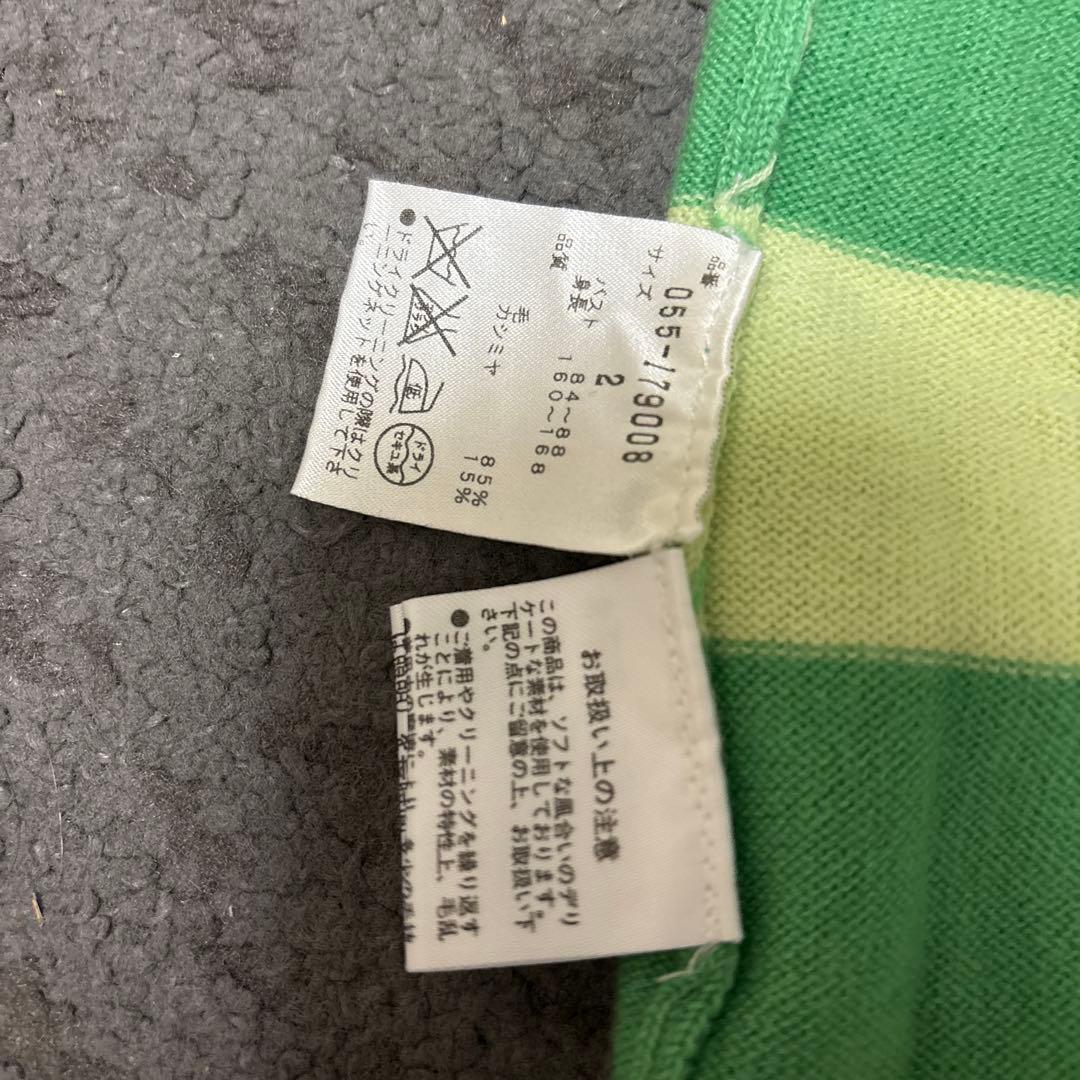 品番 055-179008
サイズ 2
バスト 84～88
身長 160～168
品質
毛 85%
カシミヤ 15%
低
ドライ
セキユ系
●ドライクリーニングの際はクリ
ーニングネットを使用して下さ
い。
お取扱い上の注意
この商品は、ソフトな風合いのデリ
ケートな素材を使用しております。
下記の点にご留意の上、お取扱い下
さい。
●ご着用やクリーニングを繰り返す
ことにより、素材の特性上、毛乱
れが生じます。